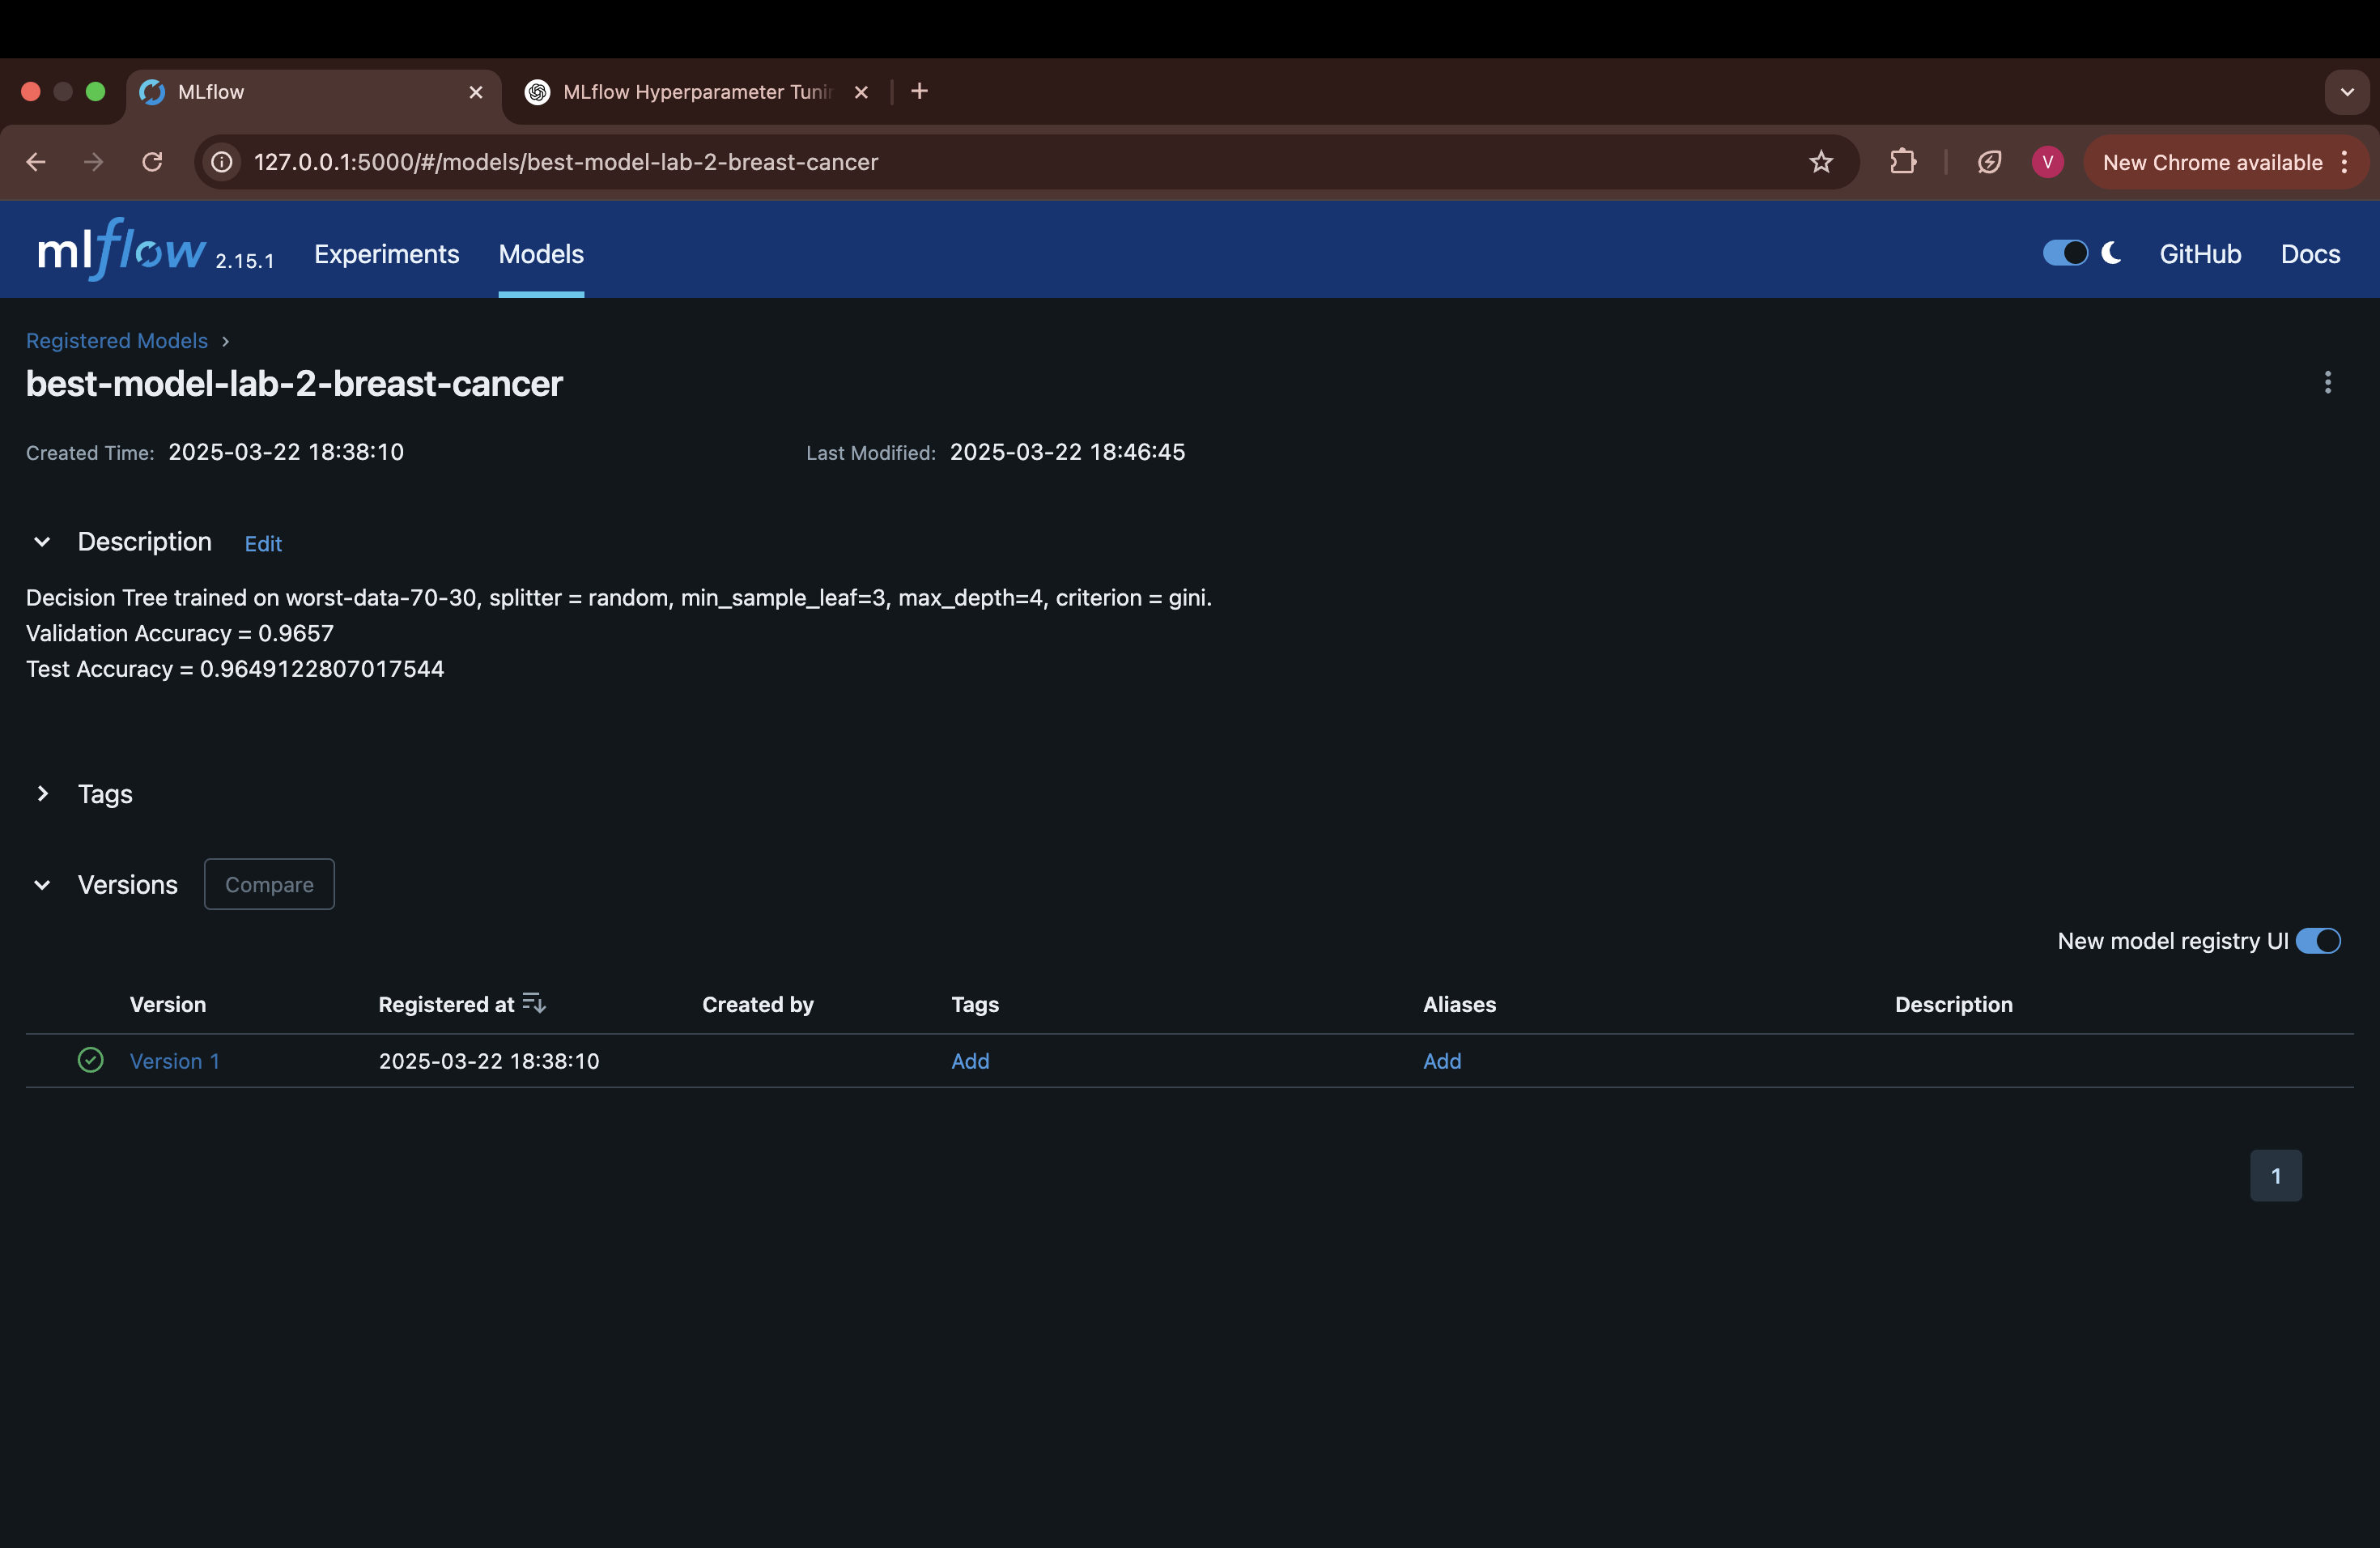 MLflow
MLflow Hyperparameter Tunin
127.0.0.1:5000/#/models/best-model-lab-2-breast-cancer
V
New Chrome available
mlflow 2.15.1
Experiments
Models
GitHub
Docs
Registered Models
best-model-lab-2-breast-cancer
Created Time: 2025-03-22 18:38:10
Last Modified: 2025-03-22 18:46:45
Description Edit
Decision Tree trained on worst-data-70-30, splitter = random, min_sample_leaf=3, max_depth=4, criterion = gini.
Validation Accuracy = 0.9657
Test Accuracy = 0.9649122807017544
Tags
Versions Compare
New model registry UI
Version Registered at Created by Tags Aliases Description
Version 1 2025-03-22 18:38:10 Add Add
1